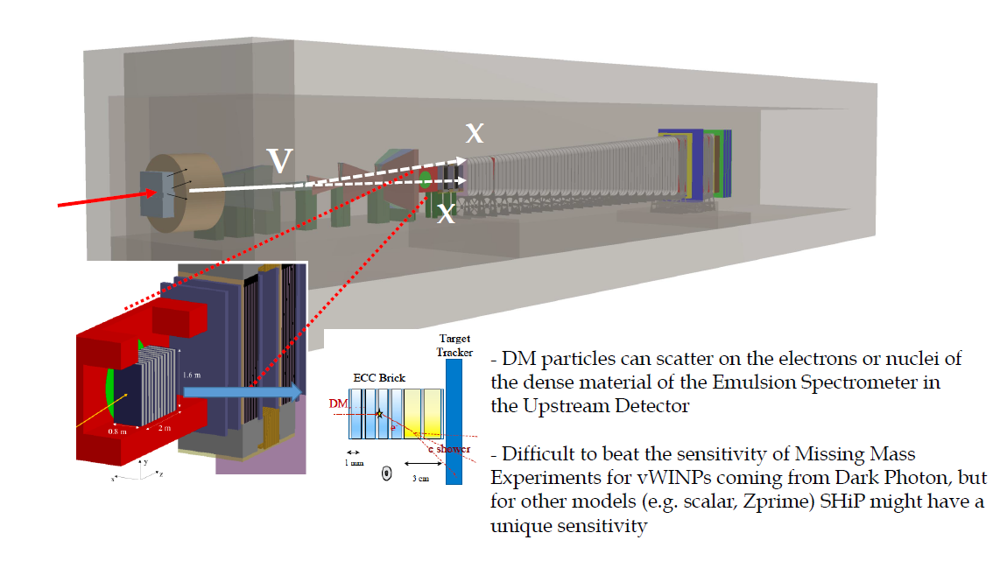 V
X
X
1.6 m
0.8 m
2 m
y
x
z
Target
Tracker
ECC Brick
DM
e
e shower
1 mm
3 cm
- DM particles can scatter on the electrons or nuclei of
the dense material of the Emulsion Spectrometer in
the Upstream Detector
- Difficult to beat the sensitivity of Missing Mass
Experiments for vWINPs coming from Dark Photon, but
for other models (e.g. scalar, Zprime) SHiP might have a
unique sensitivity